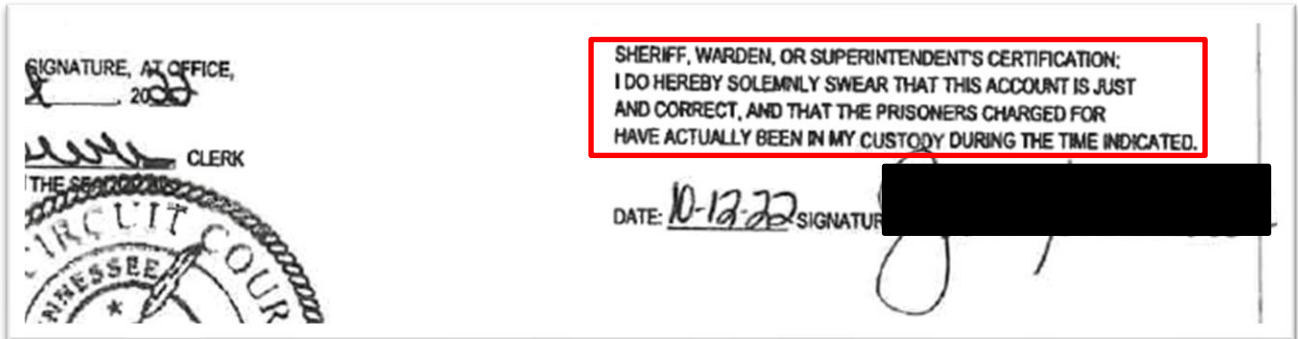 SIGNATURE, AT OFFICE,
, 2022
CLERK
THE
CIRCUIT COUR
NNESSEE
SHERIFF, WARDEN, OR SUPERINTENDENT'S CERTIFICATION:
I DO HEREBY SOLEMNLY SWEAR THAT THIS ACCOUNT IS JUST
AND CORRECT, AND THAT THE PRISONERS CHARGED FOR
HAVE ACTUALLY BEEN IN MY CUSTODY DURING THE TIME INDICATED.
DATE: 10-12-22 SIGNATUR